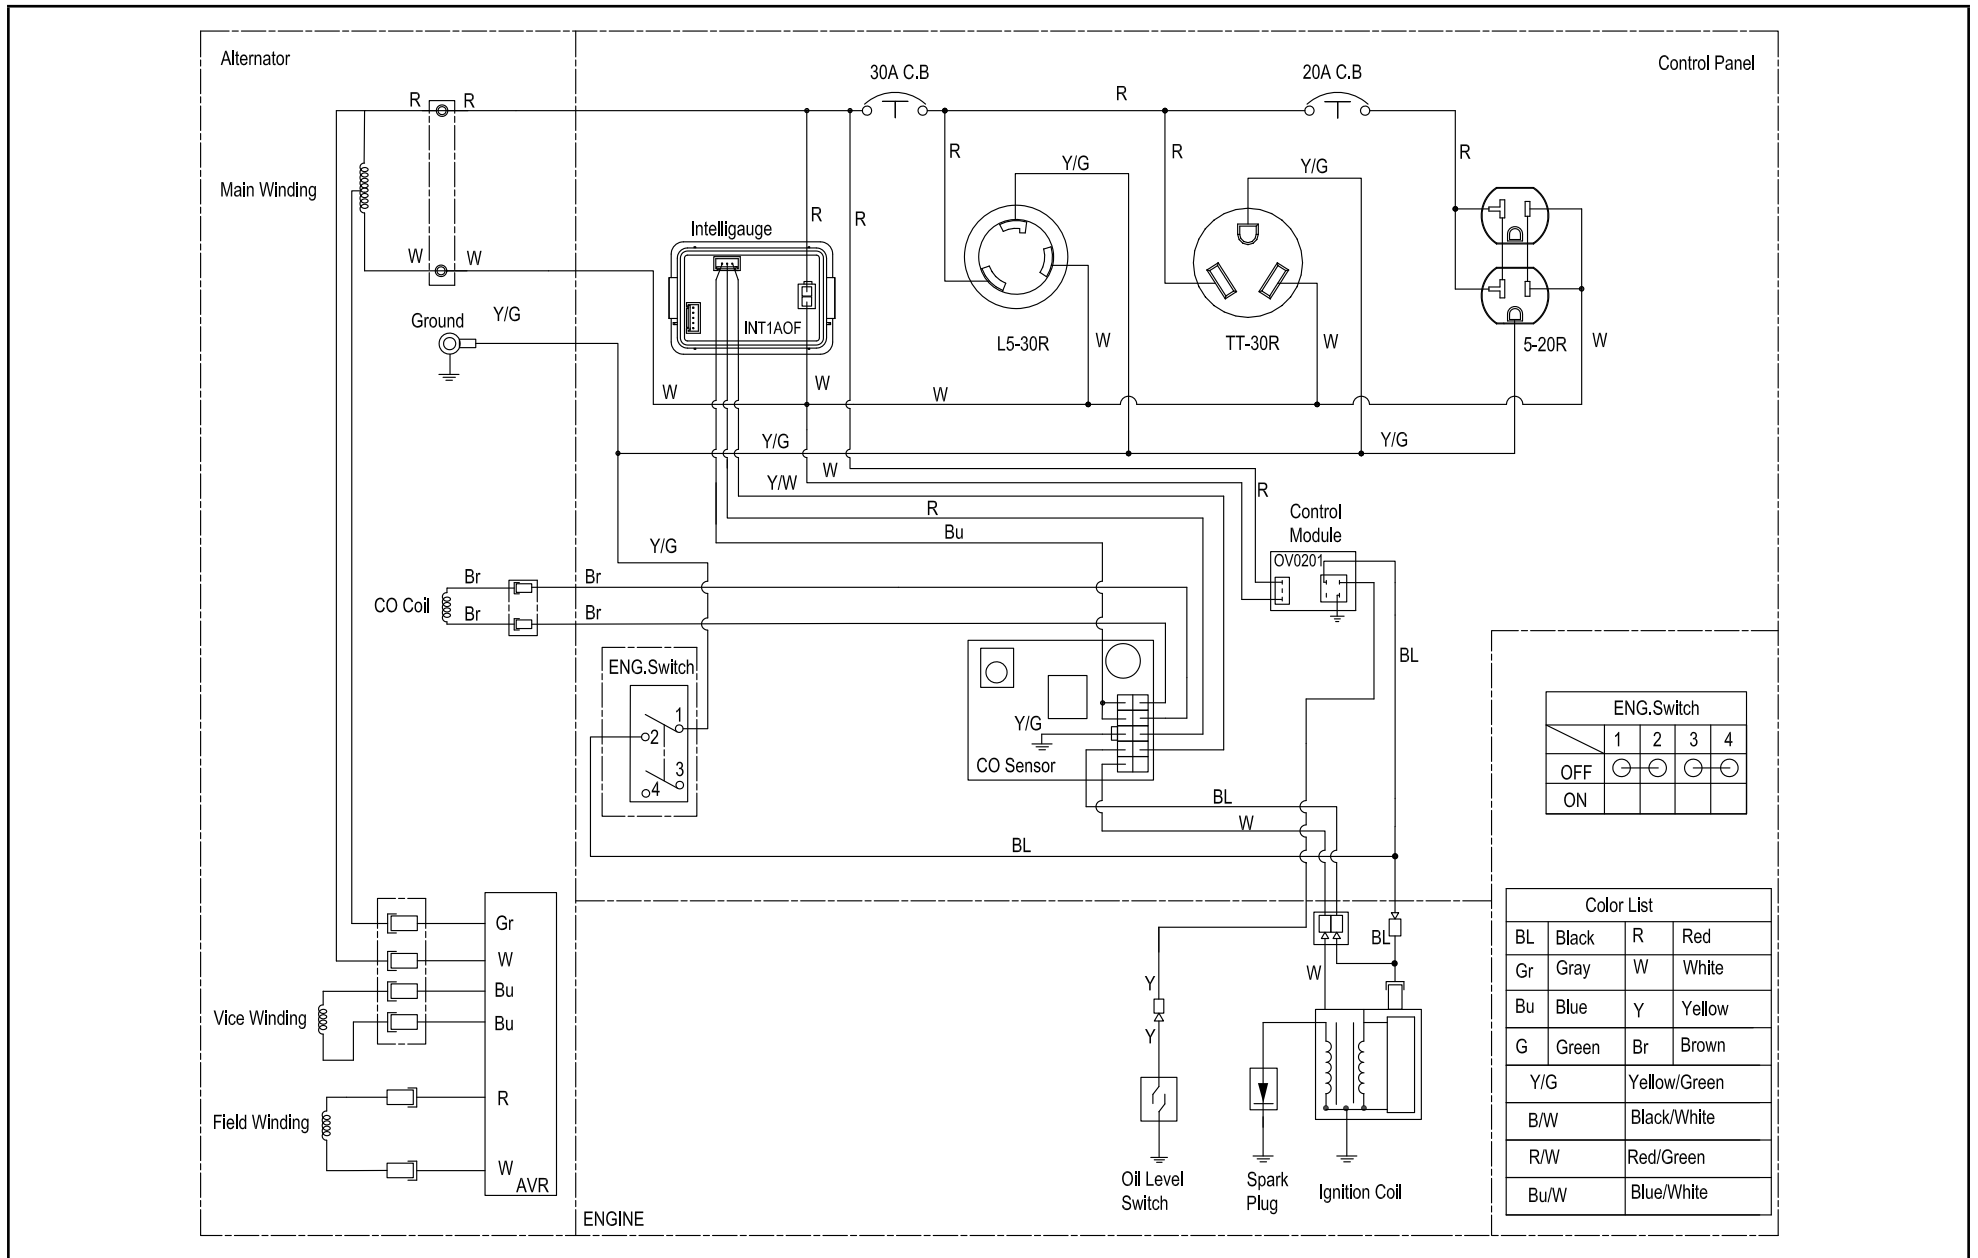 Alternator
Control Panel
30A C.B
20A C.B
R
R
R
R
R
Y/G
R
Y/G
R
Main Winding
R
R
Intelligauge
W
W
INT1AOF
Ground
Y/G
L5-30R
W
TT-30R
W
5-20R
W
W
W
W
Y/G
Y/G
W
Y/W
R
R
Bu
Control
Module
OV0201
Y/G
CO Coil
Br
Br
Br
Br
BL
ENG.Switch
1
2
3
4
Y/G
CO Sensor
BL
W
BL
ENG.Switch
1
2
3
4
OFF
ON
Gr
W
Bu
Bu
R
W
AVR
Vice Winding
Field Winding
BL
W
Y
Y
Oil Level
Switch
Spark
Plug
Ignition Coil
ENGINE
Color List
BL Black R Red
Gr Gray W White
Bu Blue Y Yellow
G Green Br Brown
Y/G Yellow/Green
B/W Black/White
R/W Red/Green
Bu/W Blue/White